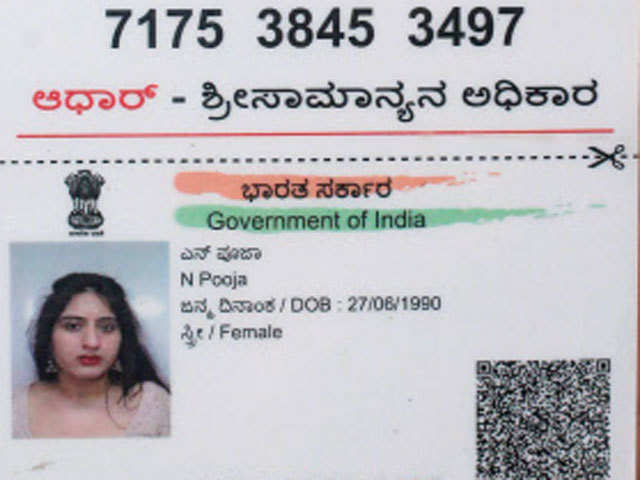 7175 3845 3497
ಆಧಾರ್ - ಶ್ರೀಸಾಮಾನ್ಯನ ಅಧಿಕಾರ
ಭಾರತ ಸರ್ಕಾರ
Government of India
ಎನ್ ಪೂಜಾ
N Pooja
ಜನ್ಮ ದಿನಾಂಕ / DOB : 27/06/1990
ಸ್ತ್ರೀ / Female